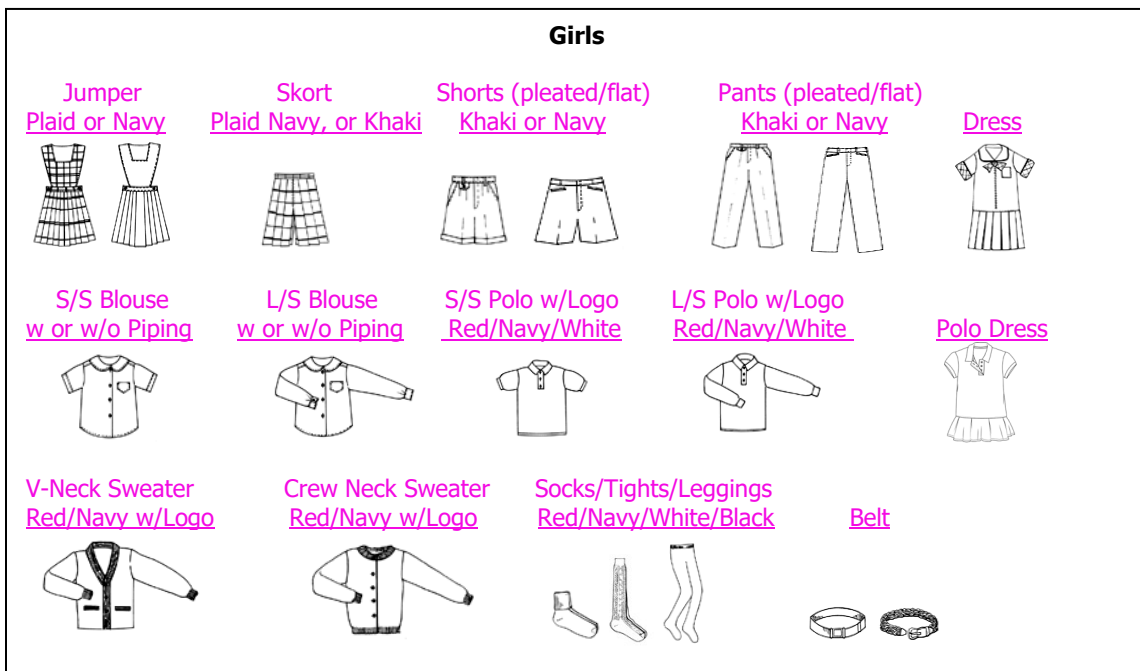 Girls
Jumper
Plaid or Navy
Skort
Plaid Navy, or Khaki
Shorts (pleated/flat)
Khaki or Navy
Pants (pleated/flat)
Khaki or Navy
Dress
S/S Blouse
w or w/o Piping
L/S Blouse
w or w/o Piping
S/S Polo w/Logo
Red/Navy/White
L/S Polo w/Logo
Red/Navy/White
Polo Dress
V-Neck Sweater
Red/Navy w/Logo
Crew Neck Sweater
Red/Navy w/Logo
Socks/Tights/Leggings
Red/Navy/White/Black
Belt